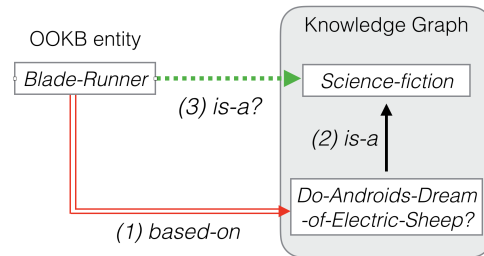 OOKB entity
Knowledge Graph
Blade-Runner
Science-fiction
(3) is-a?
(2) is-a
Do-Androids-Dream
-of-Electric-Sheep?
(1) based-on